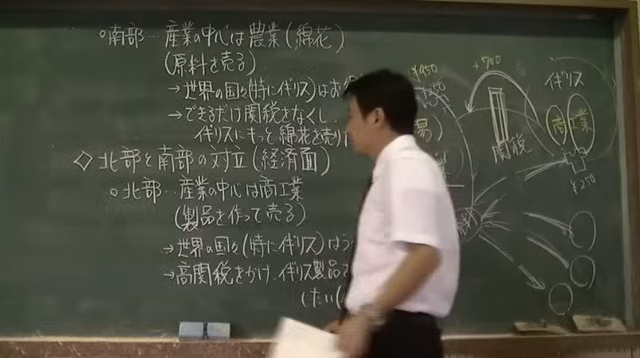 ○南部…産業の中心は農業(綿花)
(原料を売る)
→世界の国々(特にイギリス)はお
→できるだけ関税をなくし、
イギリスにもっと綿花を売り
◇北部と南部の対立(経済面)
○北部…産業の中心は商工業
(製品を作って売る)
→世界の国々(特にイギリス)はう
→高関税をかけ、イギリス製品を
¥450
¥250
場)
¥700
関税
イギリス
商工業
¥250